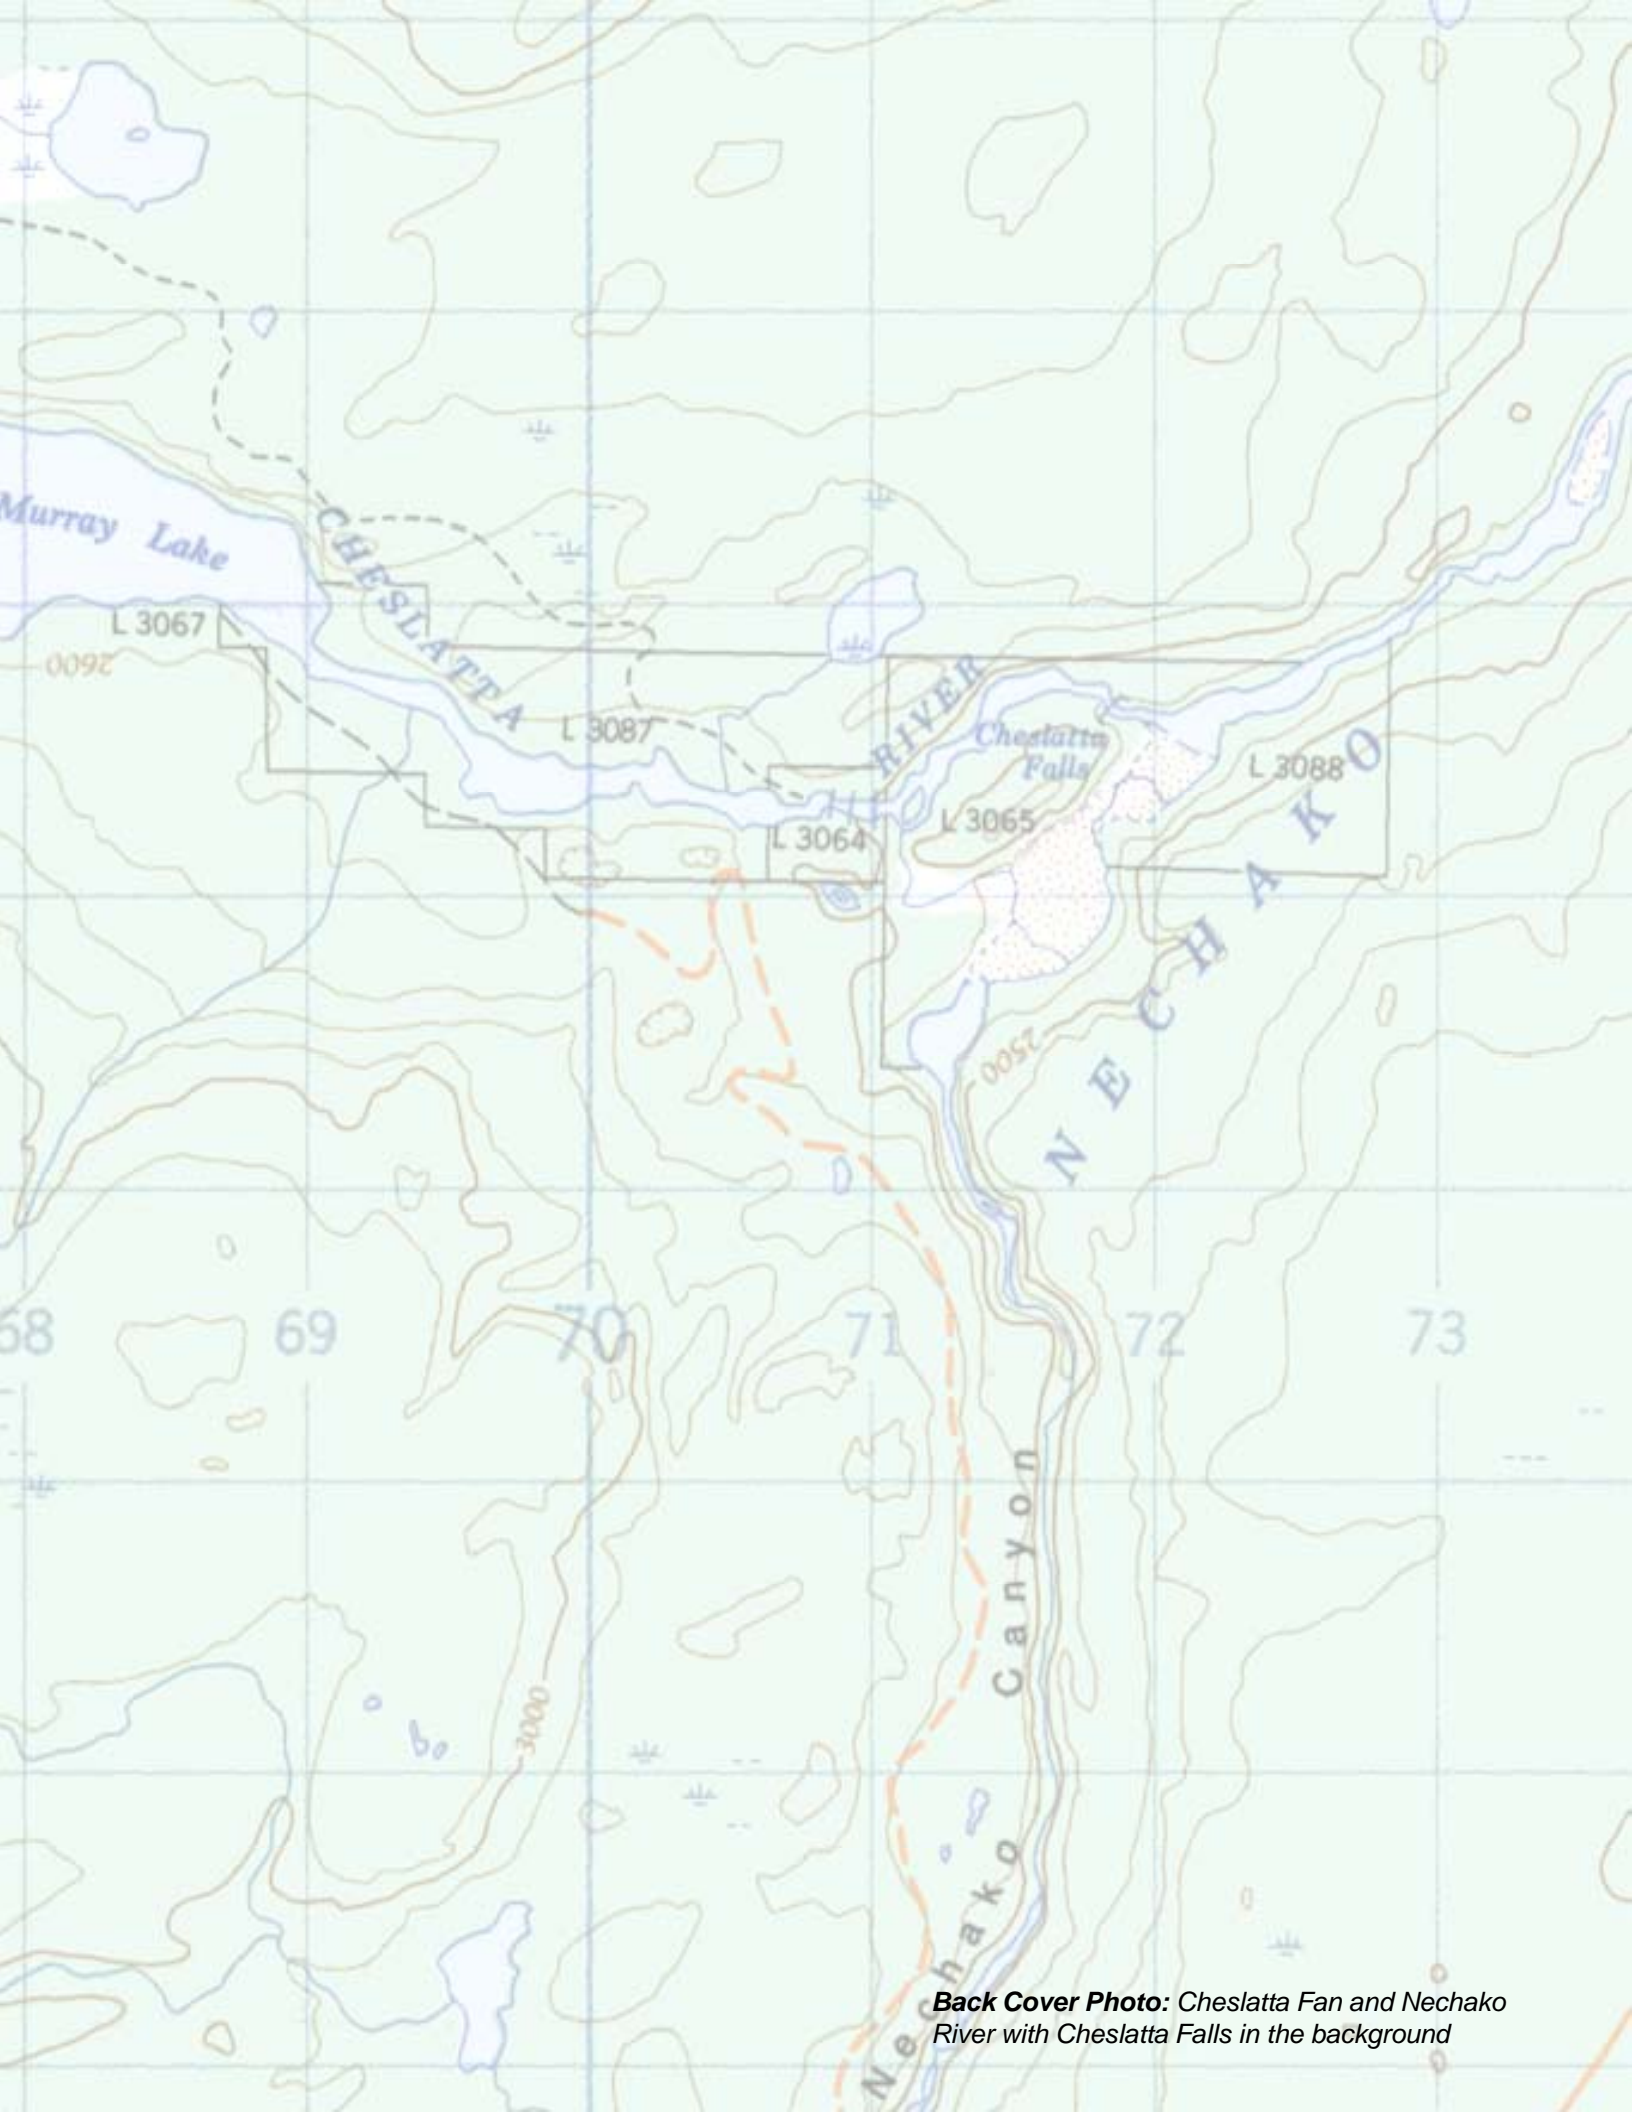 Murray Lake
CHESLATTA
RIVER
L 3067
2600
L 3087
Cheslatta
Falls
L 3088
L 3065
L 3064
NECHAKO
2500
68 69 70 71 72 73
Nechako Canyon
3000
Back Cover Photo: Cheslatta Fan and Nechako
River with Cheslatta Falls in the background